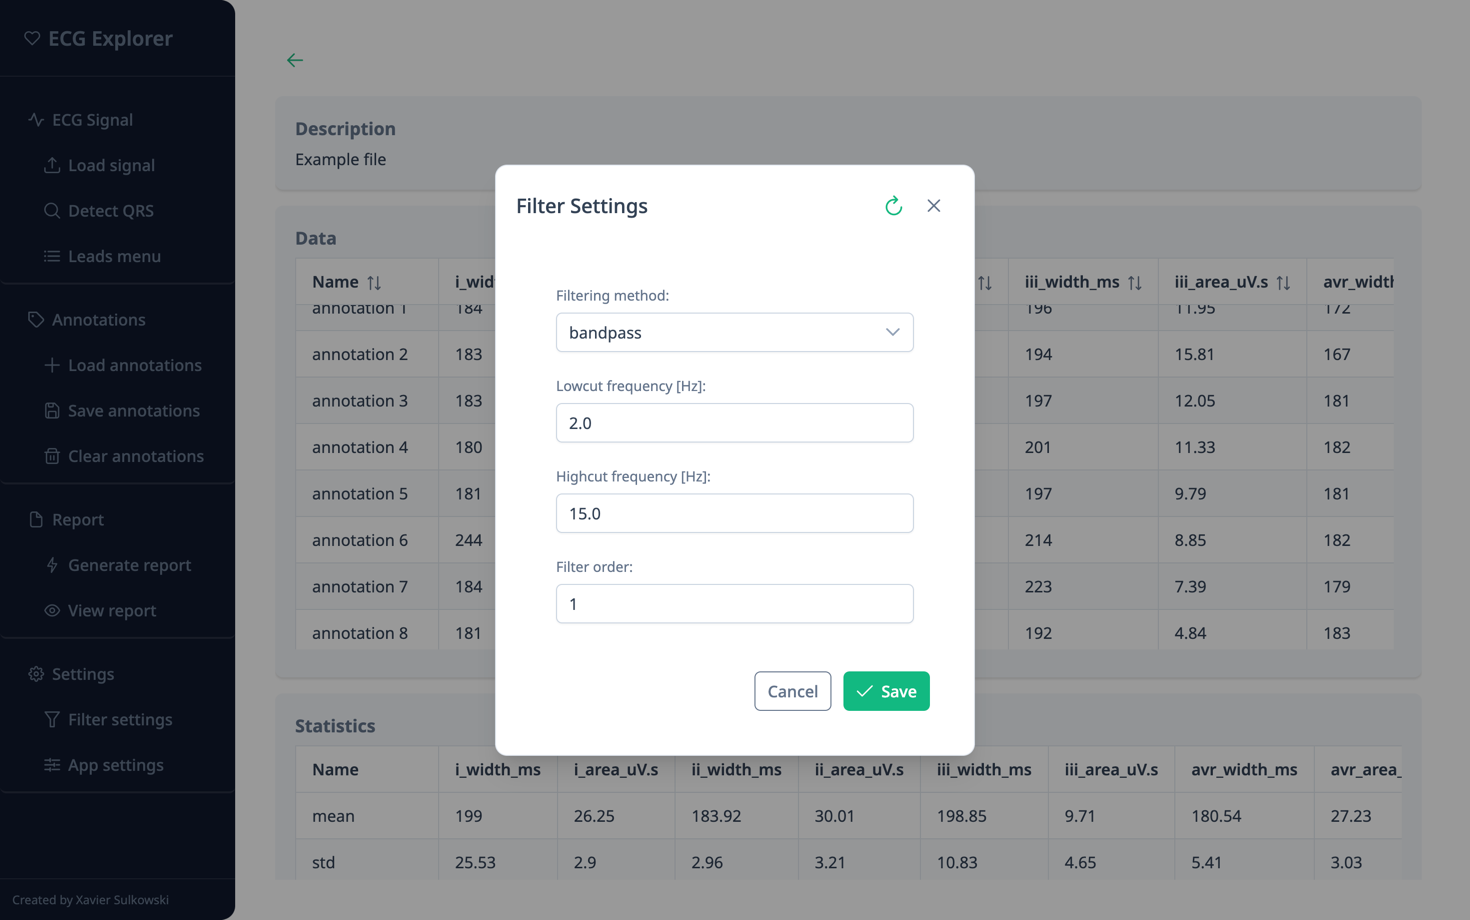 ECG Explorer
ECG Signal
Load signal
Detect QRS
Leads menu
Annotations
Load annotations
Save annotations
Clear annotations
Report
Generate report
View report
Settings
Filter settings
App settings
Created by Xavier Sulkowski
Description
Example file
Data
Name i_wid iii_width_ms iii_area_uV.s avr_width
annotation 1 184 196 11.95 172
annotation 2 183 194 15.81 167
annotation 3 183 197 12.05 181
annotation 4 180 201 11.33 182
annotation 5 181 197 9.79 181
annotation 6 244 214 8.85 182
annotation 7 184 223 7.39 179
annotation 8 181 192 4.84 183
Filter Settings
Filtering method:
bandpass
Lowcut frequency [Hz]:
2.0
Highcut frequency [Hz]:
15.0
Filter order:
1
Cancel Save
Statistics
Name i_width_ms i_area_uV.s ii_width_ms ii_area_uV.s iii_width_ms iii_area_uV.s avr_width_ms avr_area_
mean 199 26.25 183.92 30.01 198.85 9.71 180.54 27.23
std 25.53 2.9 2.96 3.21 10.83 4.65 5.41 3.03